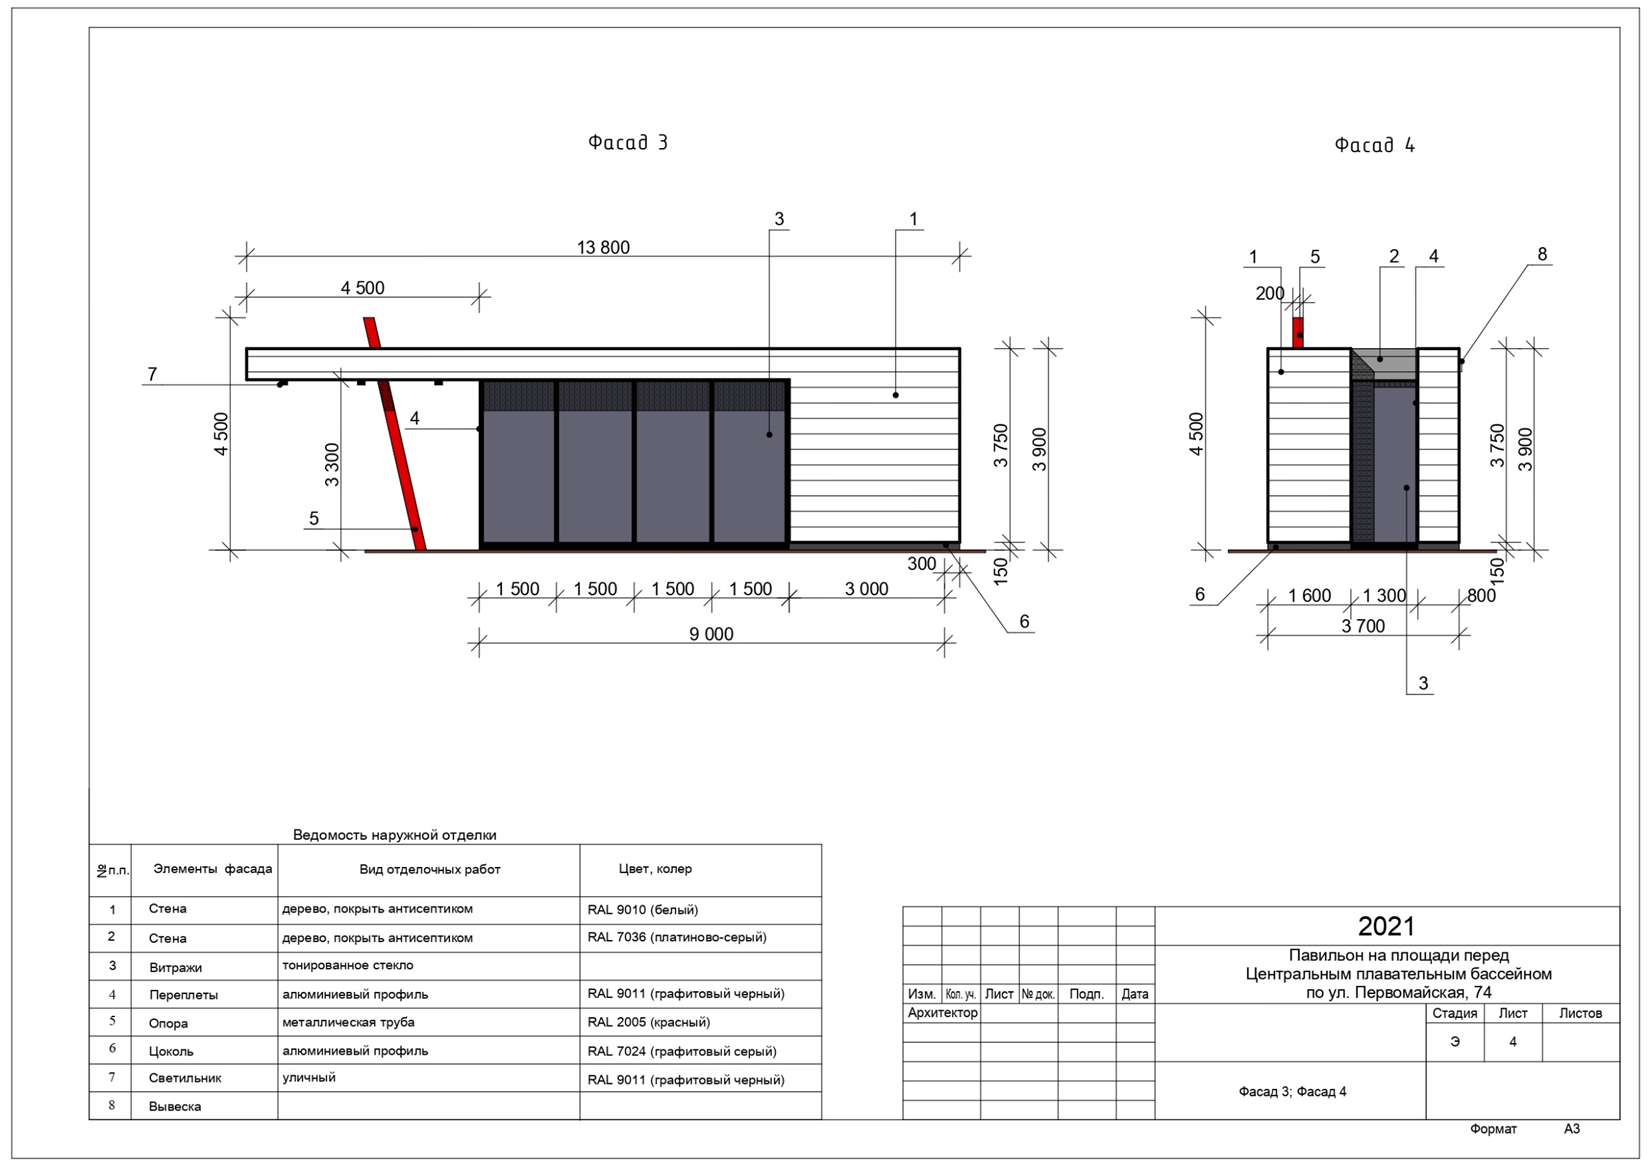 Фасад 3
Фасад 4
3
1
13 800
4 500
7
4
5
4 500
3 300
3 750
3 900
150
300
1 500
1 500
1 500
1 500
3 000
9 000
6
1
5
2
4
8
200
4 500
3 750
3 900
150
6
1 600
1 300
800
3 700
3
Ведомость наружной отделки
№ п.п.
Элементы фасада
Вид отделочных работ
Цвет, колер
1
Стена
дерево, покрыть антисептиком
RAL 9010 (белый)
2
Стена
дерево, покрыть антисептиком
RAL 7036 (платиново-серый)
3
Витражи
тонированное стекло
4
Переплеты
алюминиевый профиль
RAL 9011 (графитовый черный)
5
Опора
металлическая труба
RAL 2005 (красный)
6
Цоколь
алюминиевый профиль
RAL 7024 (графитовый серый)
7
Светильник
уличный
RAL 9011 (графитовый черный)
8
Вывеска
2021
Павильон на площади перед
Центральным плавательным бассейном
по ул. Первомайская, 74
Изм.
Кол. уч.
Лист
№ док.
Подп.
Дата
Архитектор
Стадия
Лист
Листов
Э
4
Фасад 3; Фасад 4
Формат
А3